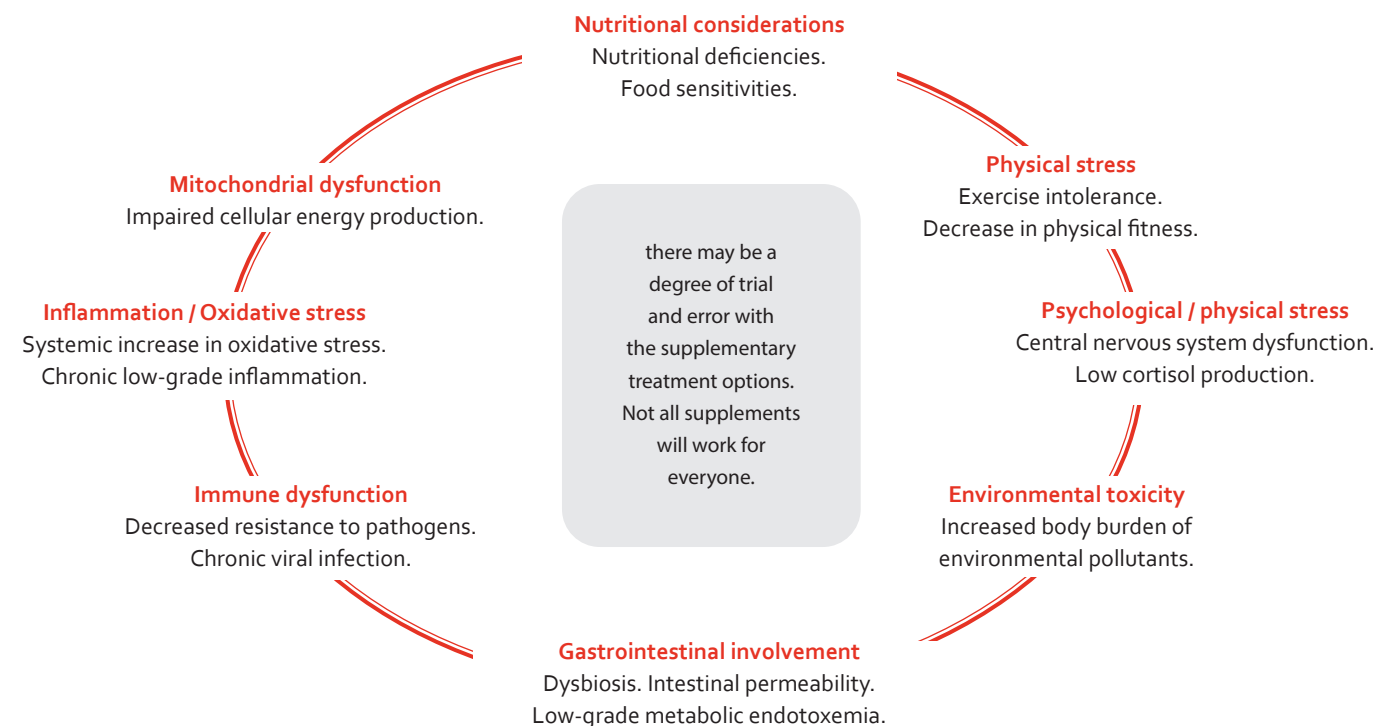 Nutritional considerations
Nutritional deficiencies.
Food sensitivities.
Physical stress
Exercise intolerance.
Decrease in physical fitness.
Psychological / physical stress
Central nervous system dysfunction.
Low cortisol production.
Environmental toxicity
Increased body burden of
environmental pollutants.
Gastrointestinal involvement
Dysbiosis. Intestinal permeability.
Low-grade metabolic endotoxemia.
Immune dysfunction
Decreased resistance to pathogens.
Chronic viral infection.
Inflammation / Oxidative stress
Systemic increase in oxidative stress.
Chronic low-grade inflammation.
Mitochondrial dysfunction
Impaired cellular energy production.
there may be a
degree of trial
and error with
the supplementary
treatment options.
Not all supplements
will work for
everyone.